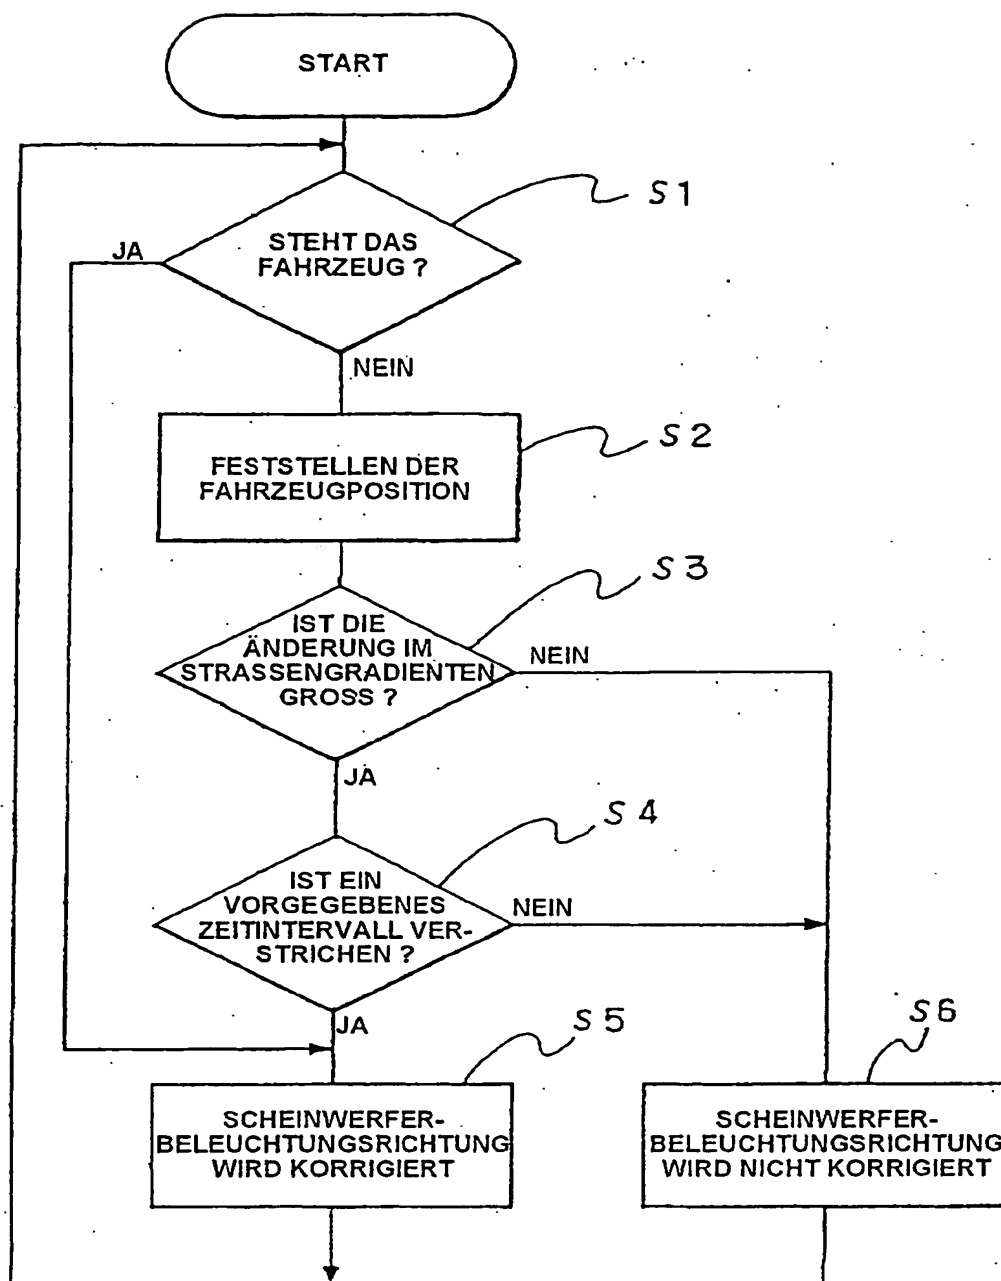 START
S1
STEHT DAS
FAHRZEUG ?
JA
NEIN
S2
FESTSTELLEN DER
FAHRZEUGPOSITION
S3
IST DIE
ÄNDERUNG IM
STRASSENGRADIENTEN
GROSS ?
NEIN
JA
S4
IST EIN
VORGEGEBENES
ZEITINTERVALL VER-
STRICHEN ?
NEIN
JA
S5
SCHEINWERFER-
BELEUCHTUNGSRICHTUNG
WIRD KORRIGIERT
S6
SCHEINWERFER-
BELEUCHTUNGSRICHTUNG
WIRD NICHT KORRIGIERT